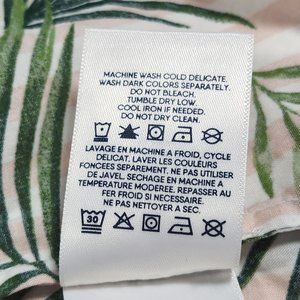 MACHINE WASH COLD DELICATE.
WASH DARK COLORS SEPARATELY.
DO NOT BLEACH.
TUMBLE DRY LOW.
COOL IRON IF NEEDED.
DO NOT DRY CLEAN.
LAVAGE EN MACHINE A FROID, CYCLE
DELICAT. LAVER LES COULEURS
FONCEES SEPAREMENT. NE PAS UTILISER
DE JAVEL. SECHAGE EN MACHINE A
TEMPERATURE MODEREE. REPASSER AU
FER FROID SI NECESSAIRE.
NE PAS NETTOYER A SEC.
30